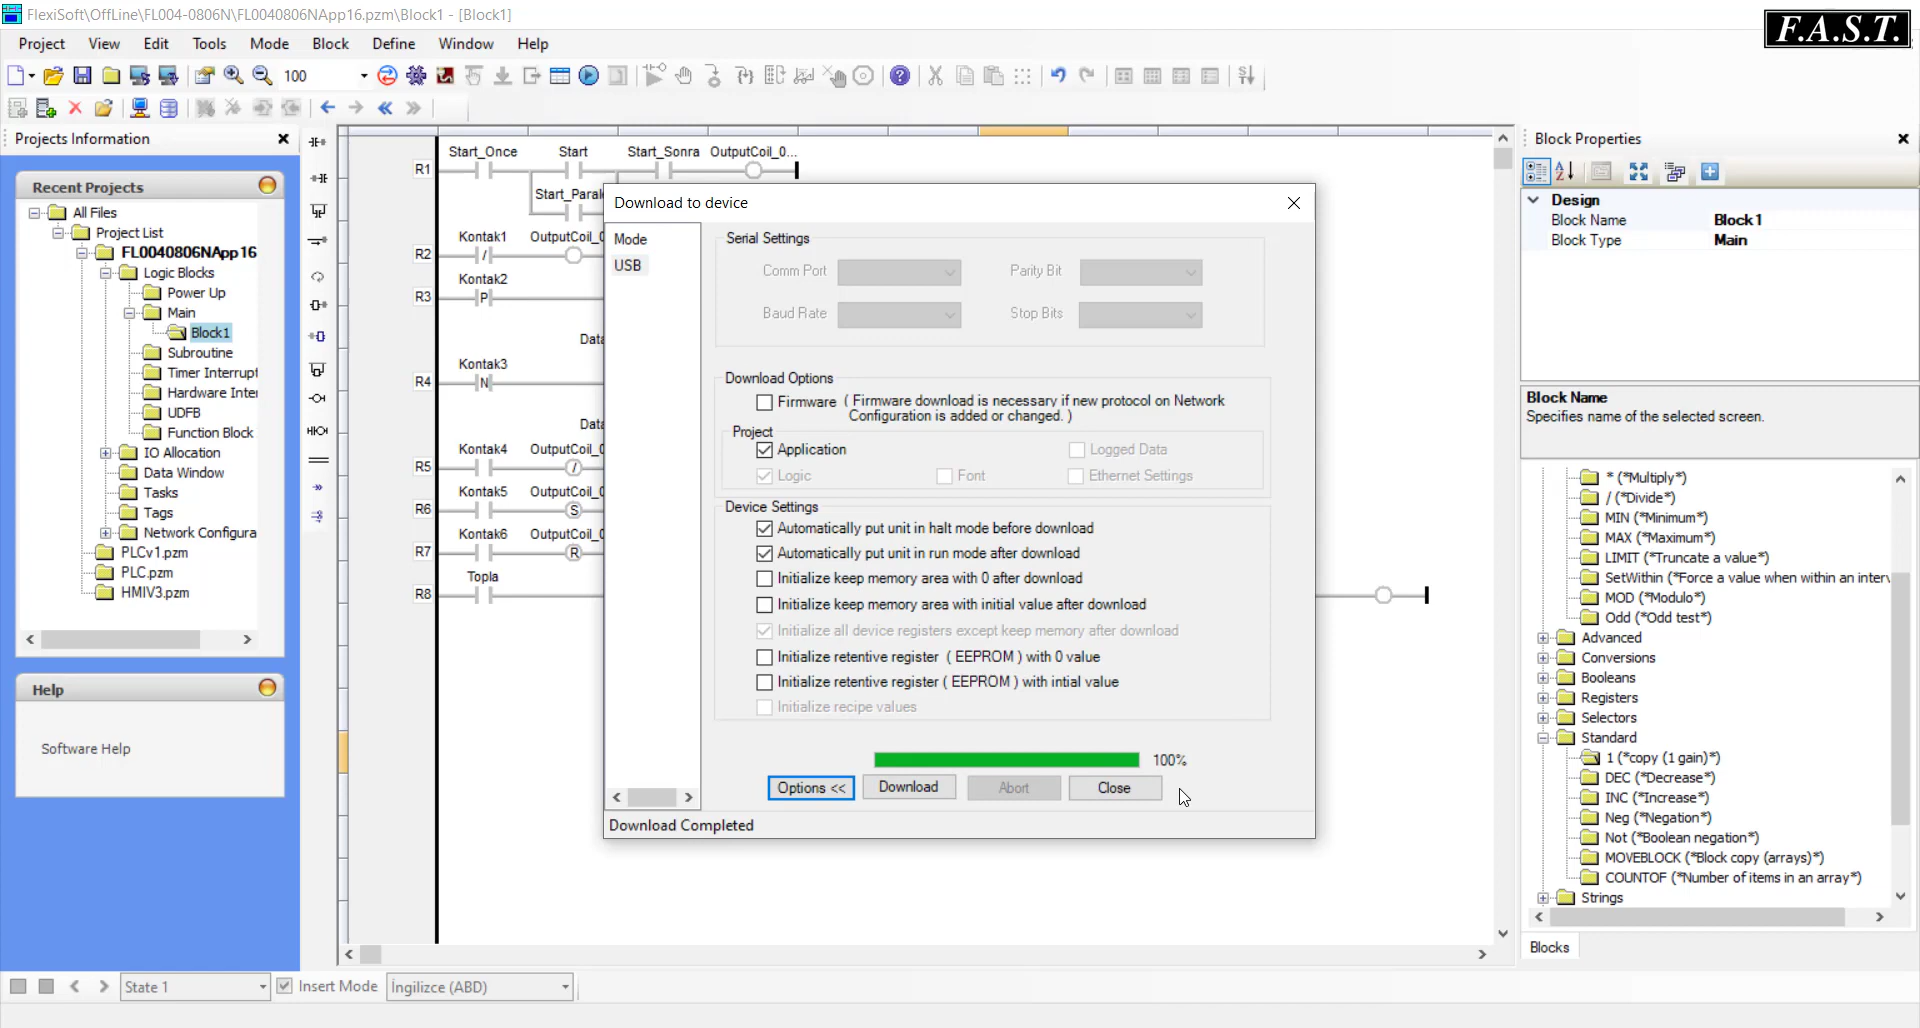 FlexiSoft\OffLine\FL004-0806N\FL0040806NApp16.pzm\Block1 - [Block1]
F.A.S.T.
Project View Edit Tools Mode Block Define Window Help
100
Projects Information
Recent Projects
All Files
Project List
FL0040806NApp16
Logic Blocks
Power Up
Main
Block1
Subroutine
Timer Interrupt
Hardware Inte
UDFB
Function Block
IO Allocation
Data Window
Tasks
Tags
Network Configura
PLCv1.pzm
PLC.pzm
HMIV3.pzm
Help
Software Help
Start_Once Start Start_Sonra OutputCoil_0...
R1
Start_Parale
Kontak1 OutputCoil_0
R2 /
Kontak2
R3 P
Data
Kontak3
R4 N
Data
Kontak4 OutputCoil_0
R5 /
Kontak5 OutputCoil_0
R6 S
Kontak6 OutputCoil_0
R7 R
Topla
R8
Download to device
Mode
USB
Serial Settings
Comm Port Parity Bit
Baud Rate Stop Bits
Download Options
Firmware ( Firmware download is necessary if new protocol on Network
Configuration is added or changed. )
Project
Application Logged Data
Logic Font Ethernet Settings
Device Settings
Automatically put unit in halt mode before download
Automatically put unit in run mode after download
Initialize keep memory area with 0 after download
Initialize keep memory area with initial value after download
Initialize all device registers except keep memory after download
Initialize retentive register ( EEPROM ) with 0 value
Initialize retentive register ( EEPROM ) with intial value
Initialize recipe values
100%
Options << Download Abort Close
Download Completed
Block Properties
Design
Block Name Block1
Block Type Main
Block Name
Specifies name of the selected screen.
* (*Multiply*)
/ (*Divide*)
MIN (*Minimum*)
MAX (*Maximum*)
LIMIT (*Truncate a value*)
SetWithin (*Force a value when within an interv
MOD (*Modulo*)
Odd (*Odd test*)
Advanced
Conversions
Booleans
Registers
Selectors
Standard
1 (*copy (1 gain)*)
DEC (*Decrease*)
INC (*Increase*)
Neg (*Negation*)
Not (*Boolean negation*)
MOVEBLOCK (*Block copy (arrays)*)
COUNTOF (*Number of items in an array*)
Strings
Blocks
State 1 Insert Mode İngilizce (ABD)